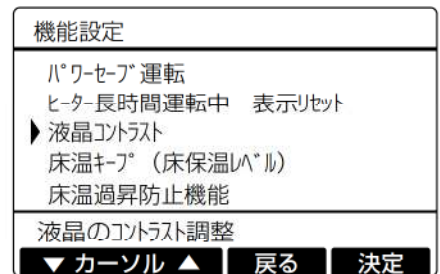 機能設定
ﾊﾟﾜｰｾｰﾌﾞ運転
ﾋｰﾀｰ長時間運転中　表示ﾘｾｯﾄ
▶液晶ｺﾝﾄﾗｽﾄ
床温ｷｰﾌﾟ（床保温ﾚﾍﾞﾙ）
床温過昇防止機能
液晶のｺﾝﾄﾗｽﾄ調整
▼ カーソル ▲　戻る　決定